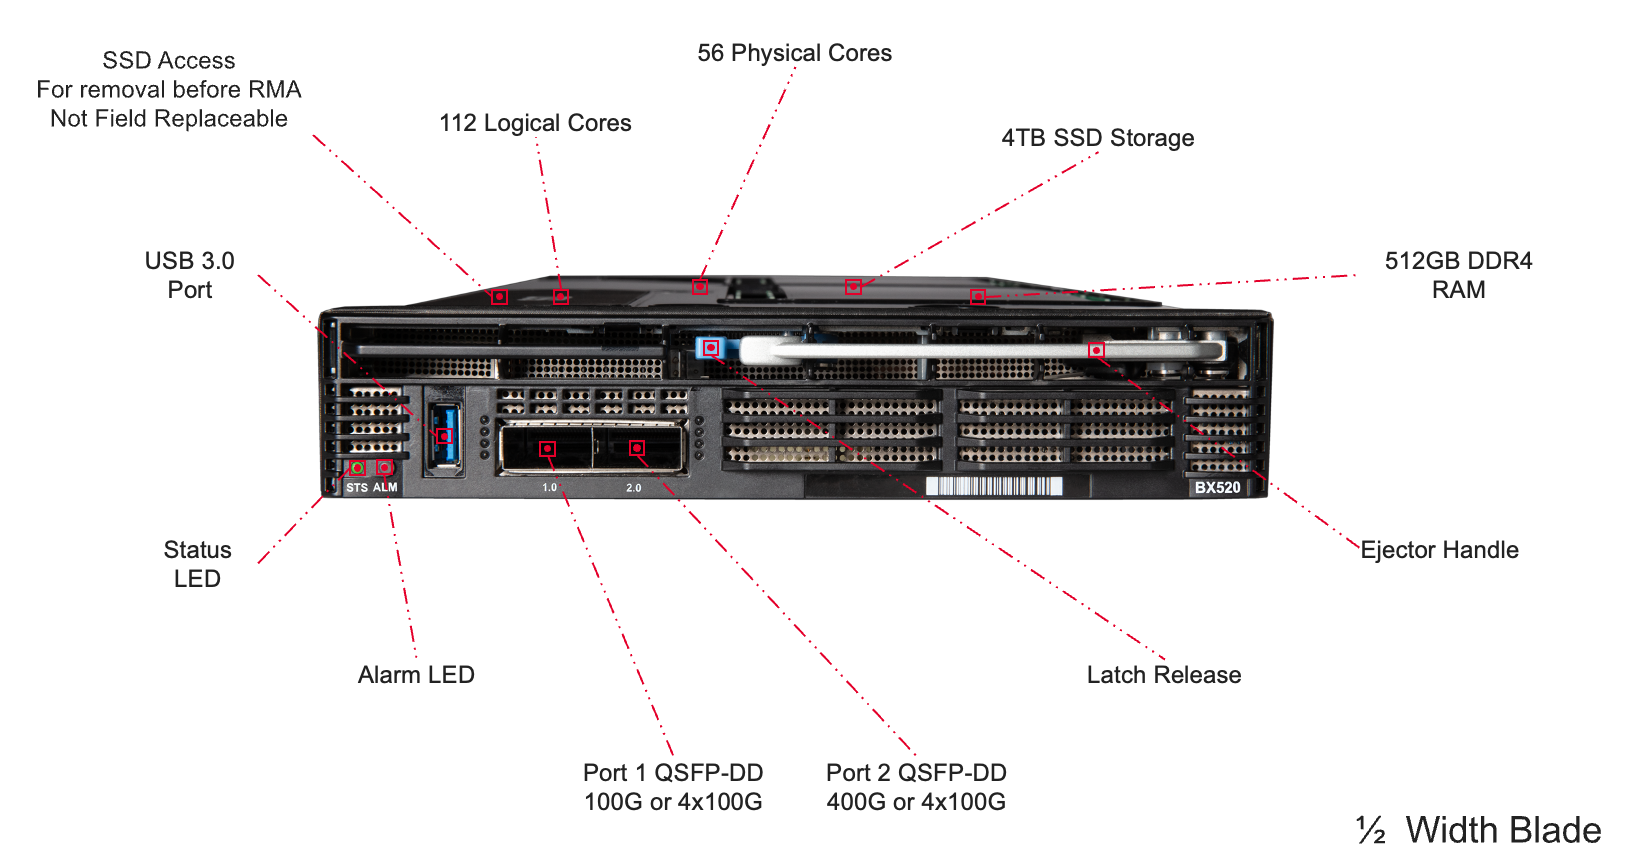 SSD Access
For removal before RMA
Not Field Replaceable
56 Physical Cores
112 Logical Cores
4TB SSD Storage
USB 3.0
Port
512GB DDR4
RAM
STS ALM
1.0
2.0
BX520
Status
LED
Ejector Handle
Alarm LED
Latch Release
Port 1 QSFP-DD
100G or 4x100G
Port 2 QSFP-DD
400G or 4x100G
½ Width Blade